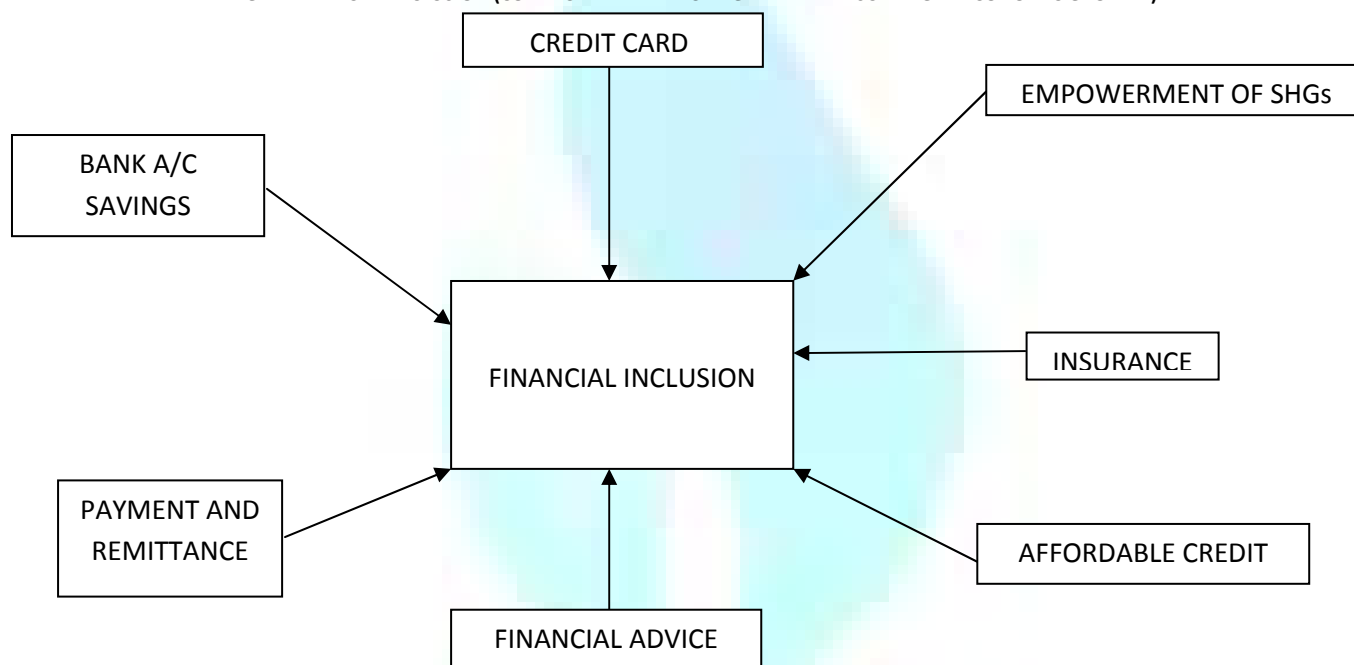 CREDIT CARD
EMPOWERMENT OF SHGs
BANK A/C
SAVINGS
FINANCIAL INCLUSION
INSURANCE
PAYMENT AND
REMITTANCE
AFFORDABLE CREDIT
FINANCIAL ADVICE